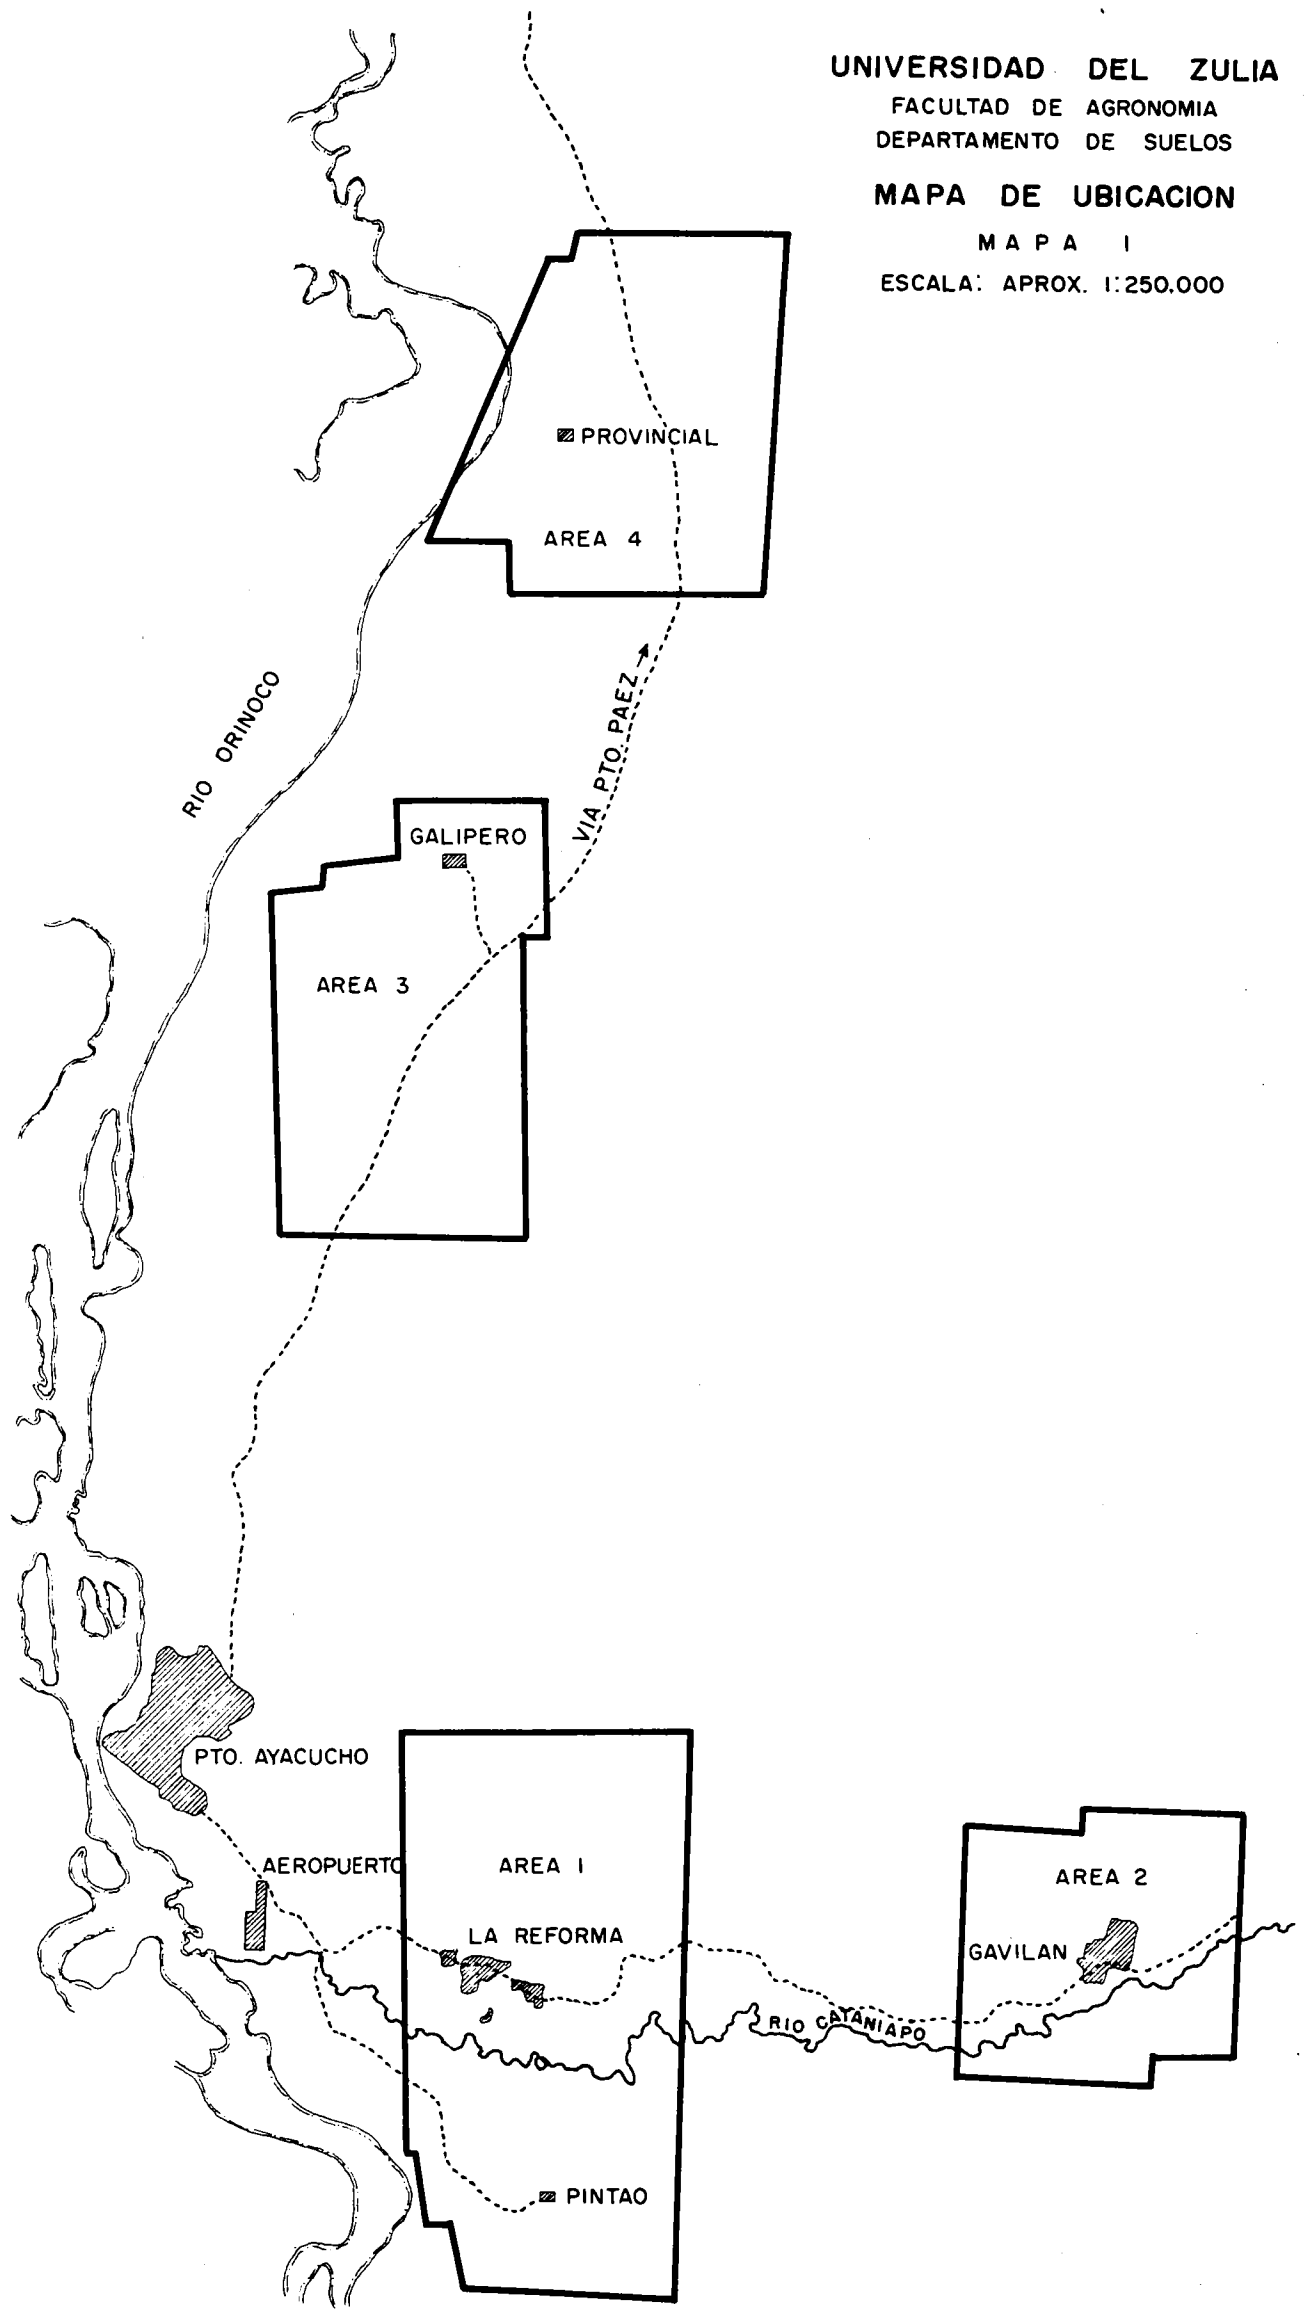 UNIVERSIDAD DEL ZULIA
FACULTAD DE AGRONOMIA
DEPARTAMENTO DE SUELOS
MAPA DE UBICACION
MAPA 1
ESCALA: APROX. 1:250.000
PROVINCIAL
AREA 4
RIO ORINOCO
VIA PTO. PAEZ
GALIPERO
AREA 3
PTO. AYACUCHO
AEROPUERTO
AREA 1
LA REFORMA
AREA 2
GAVILAN
RIO CATANIAPO
PINTAO